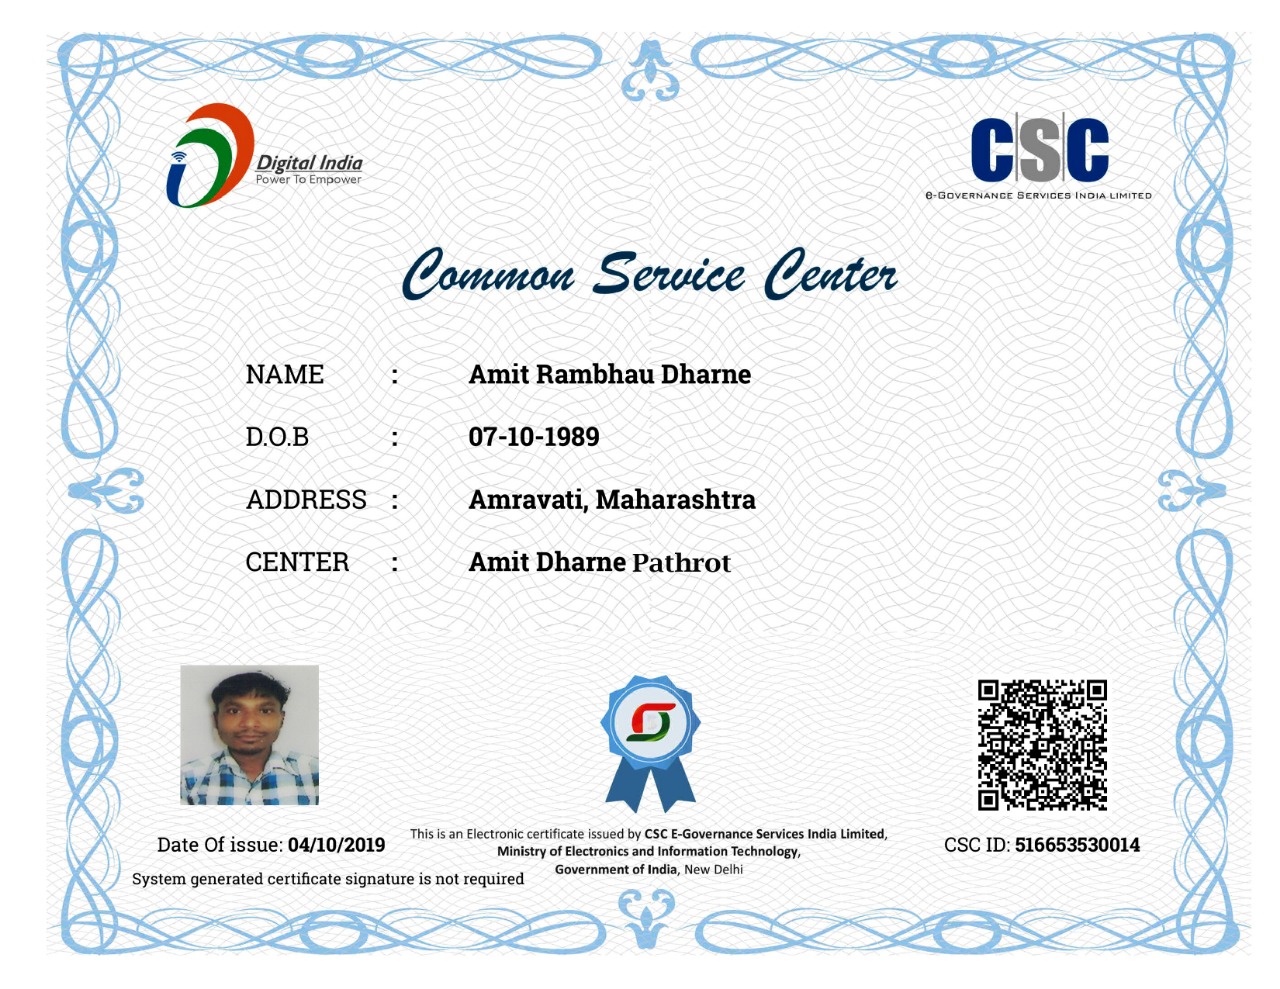 Digital India
Power To Empower
CSC
e-Governance Services India Limited
Common Service Center
NAME : Amit Rambhau Dharne
D.O.B : 07-10-1989
ADDRESS : Amravati, Maharashtra
CENTER : Amit Dharne Pathrot
Date Of issue: 04/10/2019
This is an Electronic certificate issued by CSC E-Governance Services India Limited,
Ministry of Electronics and Information Technology,
Government of India, New Delhi
CSC ID: 516653530014
System generated certificate signature is not required